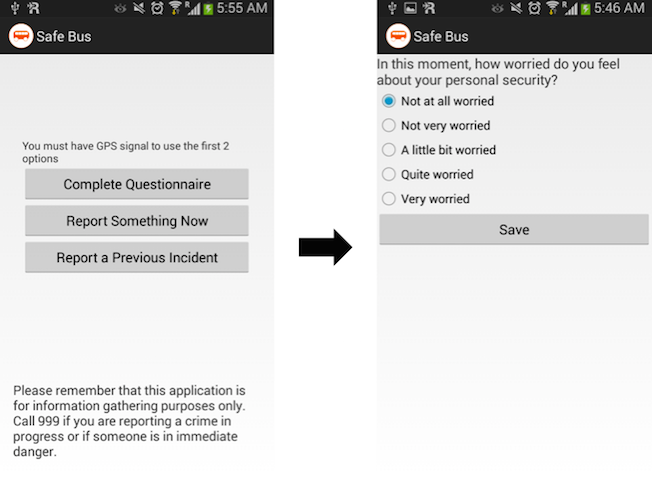 5:55 AM
Safe Bus
You must have GPS signal to use the first 2
options
Complete Questionnaire
Report Something Now
Report a Previous Incident
Please remember that this application is
for information gathering purposes only.
Call 999 if you are reporting a crime in
progress or if someone is in immediate
danger.
R 5:46 AM
Safe Bus
In this moment, how worried do you feel
about your personal security?
Not at all worried
Not very worried
A little bit worried
Quite worried
Very worried
Save